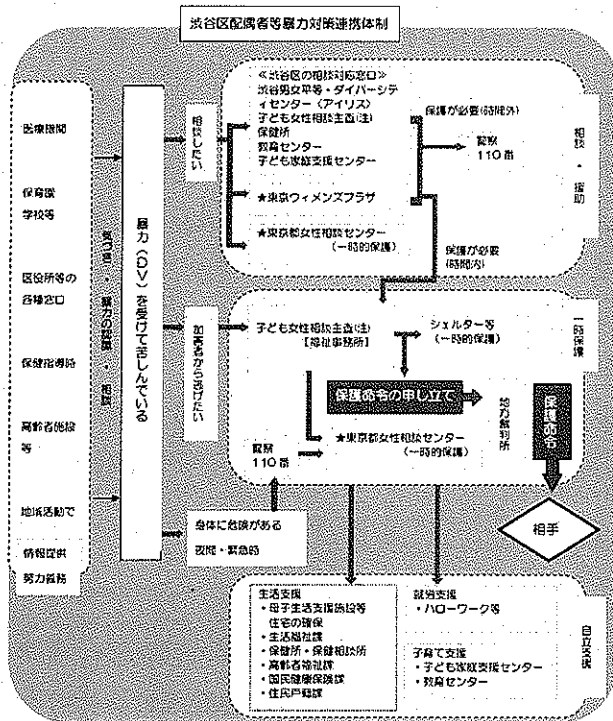 渋谷区配偶者等暴力対策連携体制
医療機関
保育園
学校等
区役所等の
各種窓口
保健指導時
高齢者施設
等
地域活動で
情報提供
努力義務
気づき・暴力の認識・相談
暴力(DV)を受けて苦しんでいる
相談したい
≪渋谷区の相談対応窓口≫
渋谷男女平等・ダイバーシテ
ィセンター〈アイリス〉
子ども女性相談主査(注)
保健所
教育センター
子ども家庭支援センター
★東京ウィメンズプラザ
★東京都女性相談センター
(一時的保護)
保護が必要(時間外)
警察
110番
保護が必要
(時間内)
相談・援助
加害者から逃げたい
子ども女性相談主査(注)
【福祉事務所】
シェルター等
(一時的保護)
保護命令の申し立て
★東京都女性相談センター
(一時的保護)
警察
110番
地方裁判所
保護命令
一時保護
相手
身体に危険がある
夜間・緊急時
生活支援
・母子生活支援施設等
住宅の確保
・生活福祉課
・保健所・保健相談所
・高齢者福祉課
・国民健康保険課
・住民戸籍課
就労支援
・ハローワーク等
子育て支援
・子ども家庭支援センター
・教育センター
自立支援